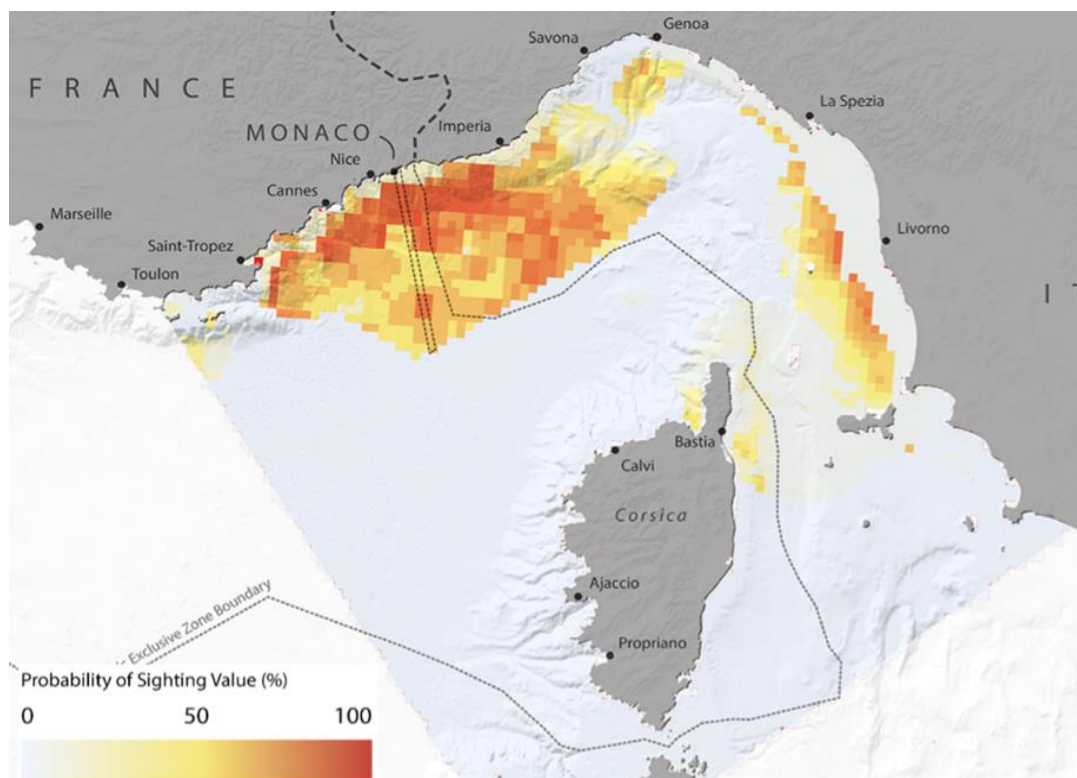 Genoa
Savona
FRANCE
La Spezia
Imperia
MONACO
Nice
Cannes
Marseille
Livorno
Saint-Tropez
Toulon
I
Bastia
Calvi
Corsica
Ajaccio
Exclusive Zone Boundary
Propriano
Probability of Sighting Value (%)
0 50 100